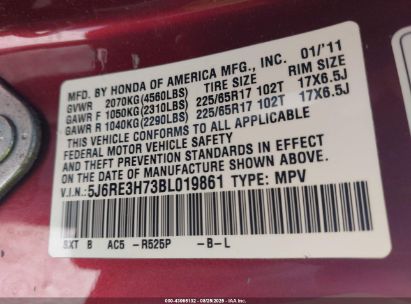 MFD. BY HONDA OF AMERICA MFG., INC. 01/'11
GVWR 2070KG(4560LBS) TIRE SIZE RIM SIZE
GAWR F 1050KG(2310LBS) 225/65R17 102T 17X6.5J
GAWR R 1040KG(2290LBS) 225/65R17 102T 17X6.5J
THIS VEHICLE CONFORMS TO ALL APPLICABLE
FEDERAL MOTOR VEHICLE SAFETY STANDARDS IN EFFECT
ON THE DATE OF MANUFACTURE SHOWN ABOVE.
V.I.N: 5J6RE3H73BL019861 TYPE: MPV
SXT B AC5 -R525P -B-L